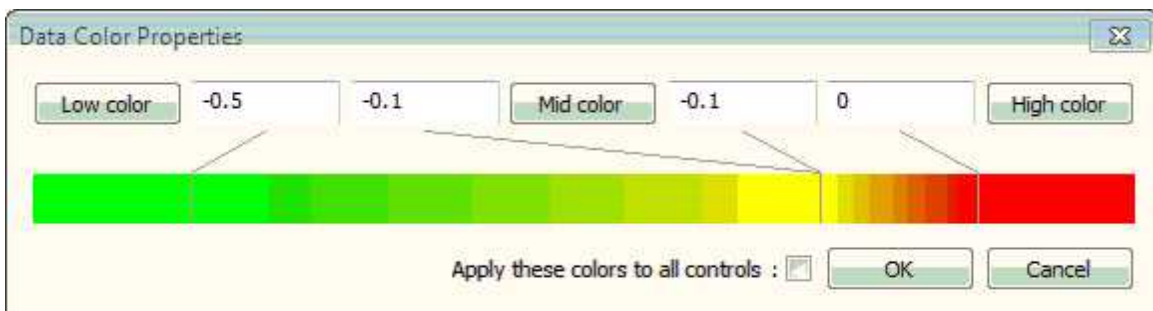 Data Color Properties
Low color -0.5 -0.1 Mid color -0.1 0 High color
Apply these colors to all controls : OK Cancel